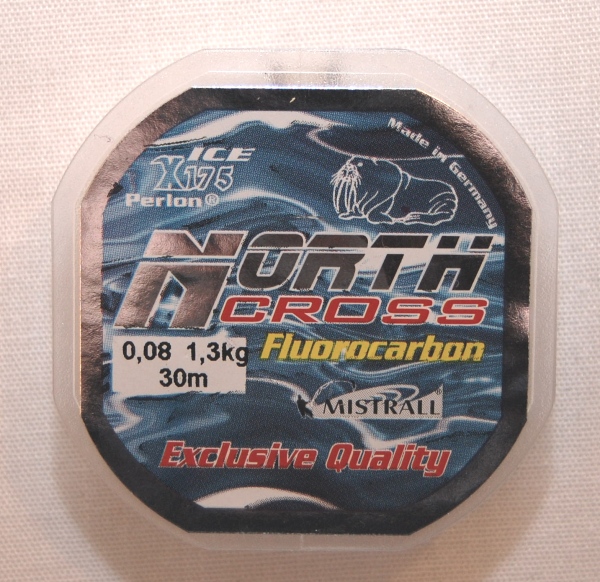 ICE
X175
Perlon®
Made in Germany
NORTH
CROSS
Fluorocarbon
0,08 1,3kg
30m
MISTRALL®
Exclusive Quality